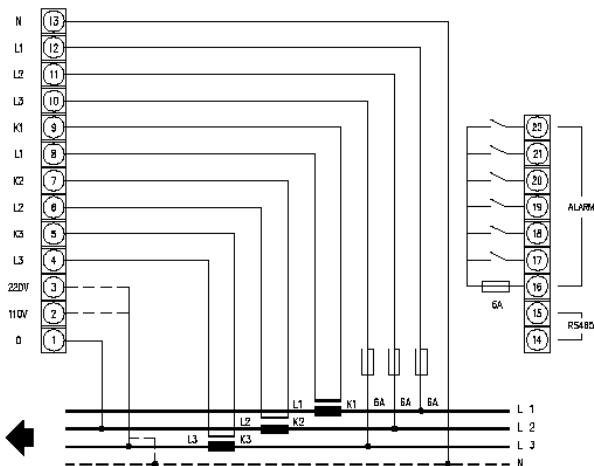 N 13
L1 12
L2 11
L3 10
K1 9
L1 8
K2 7
L2 6
K3 5
L3 4
220V 3
110V 2
0 1
23
21
20
19
18
17
16
15
14
ALARM
6A
RS485
L1 K1 6A 6A 6A L 1
L2 K2 L 2
L3 K3 L 3
N